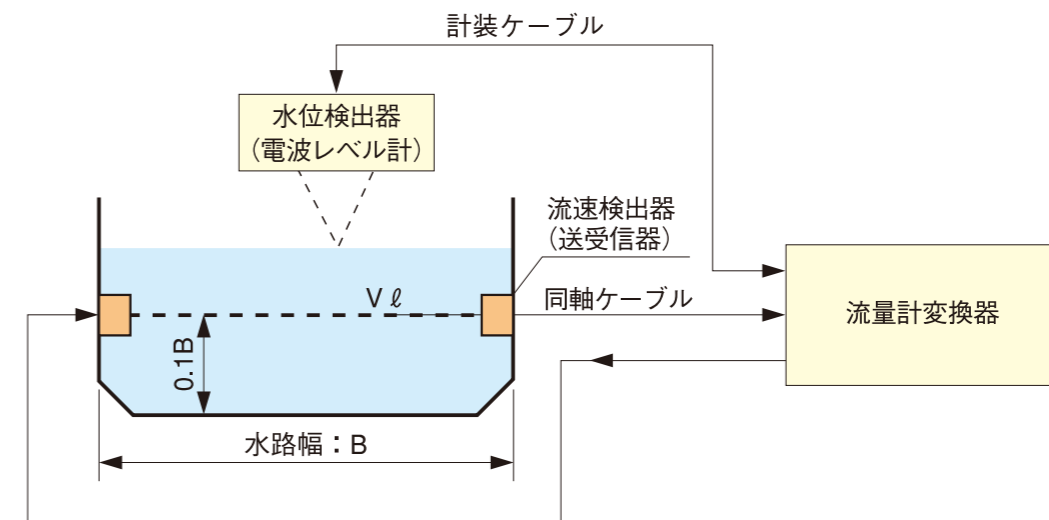 計装ケーブル
水位検出器
（電波レベル計）
流速検出器
（送受信器）
Vℓ
同軸ケーブル
流量計変換器
0.1B
水路幅：B